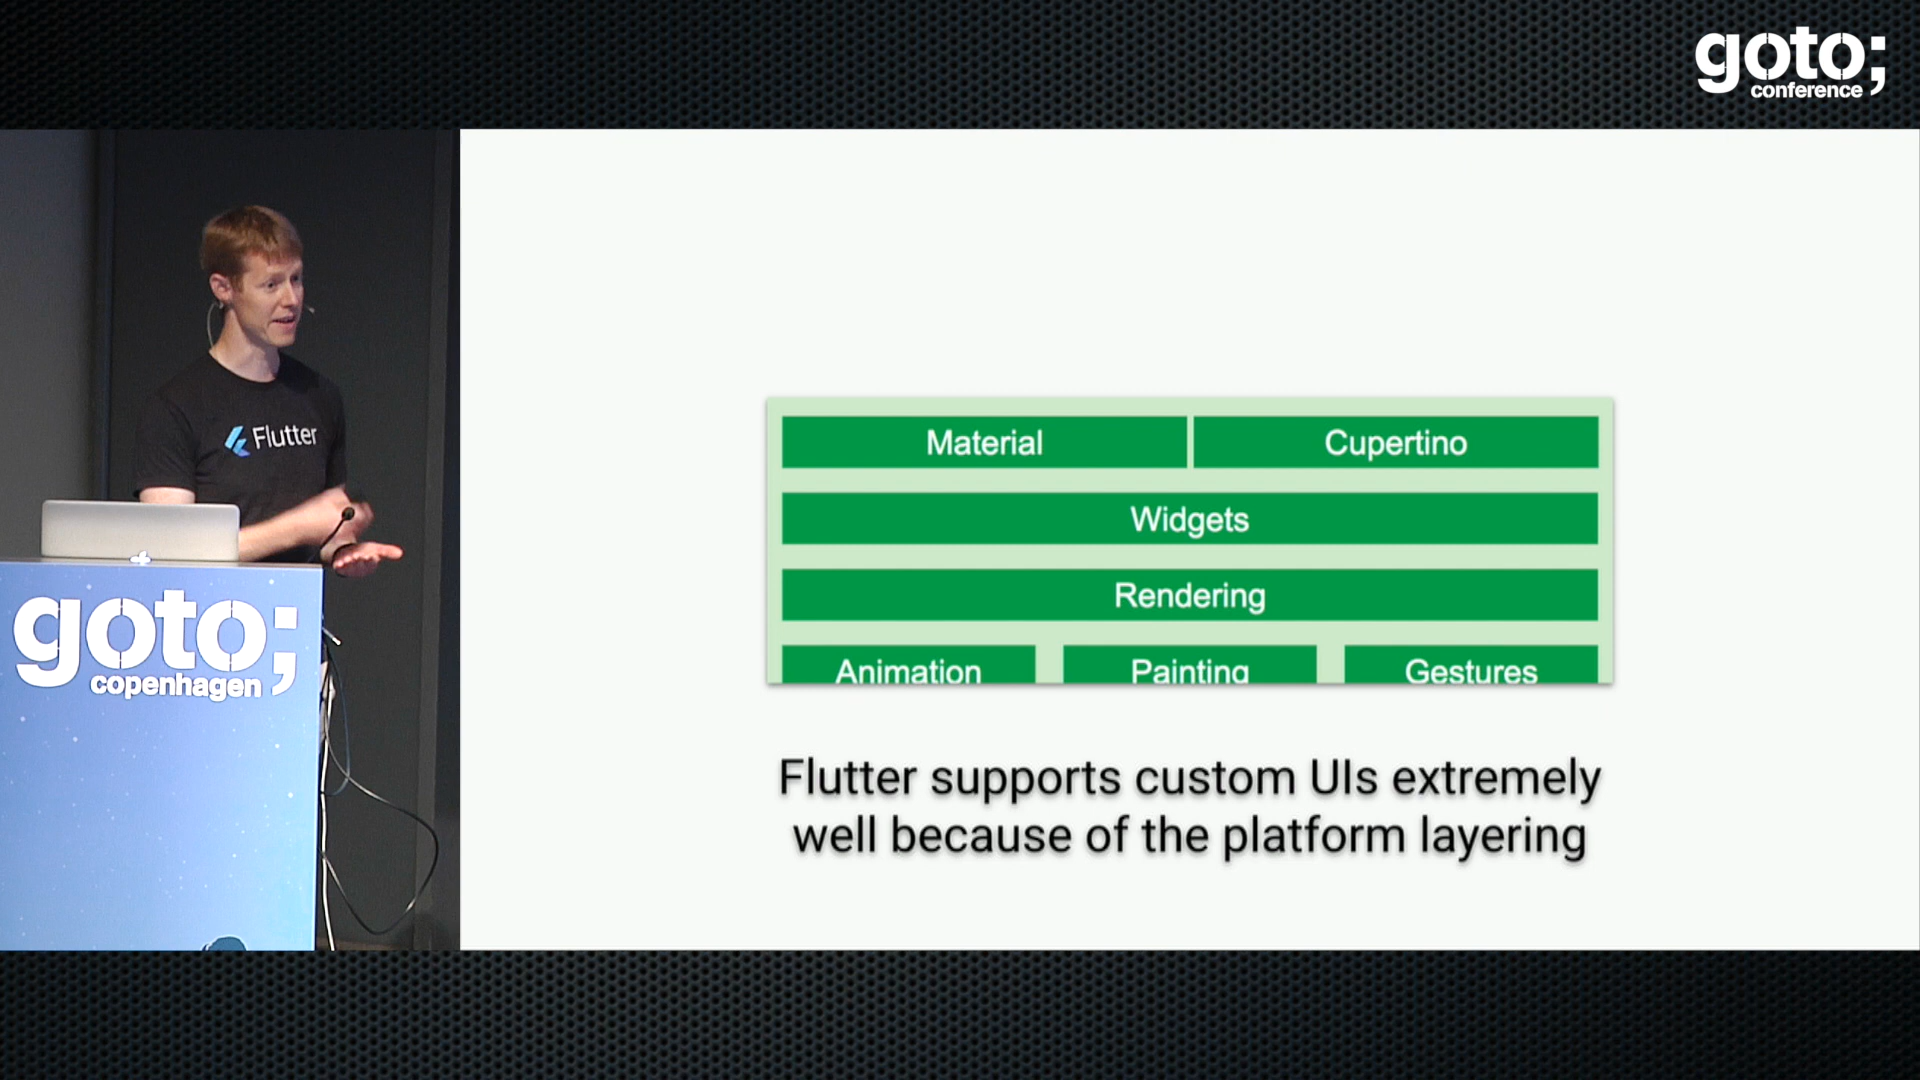 goto;
conference
Flutter
goto;
copenhagen
Material
Cupertino
Widgets
Rendering
Animation
Painting
Gestures
Flutter supports custom UIs extremely
well because of the platform layering